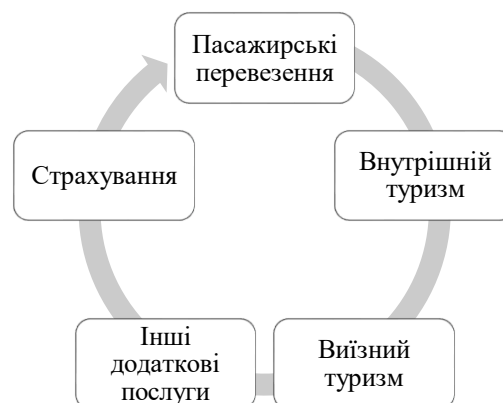 Пасажирські
перевезення
Внутрішній
туризм
Виїзний
туризм
Інші
додаткові
послуги
Страхування